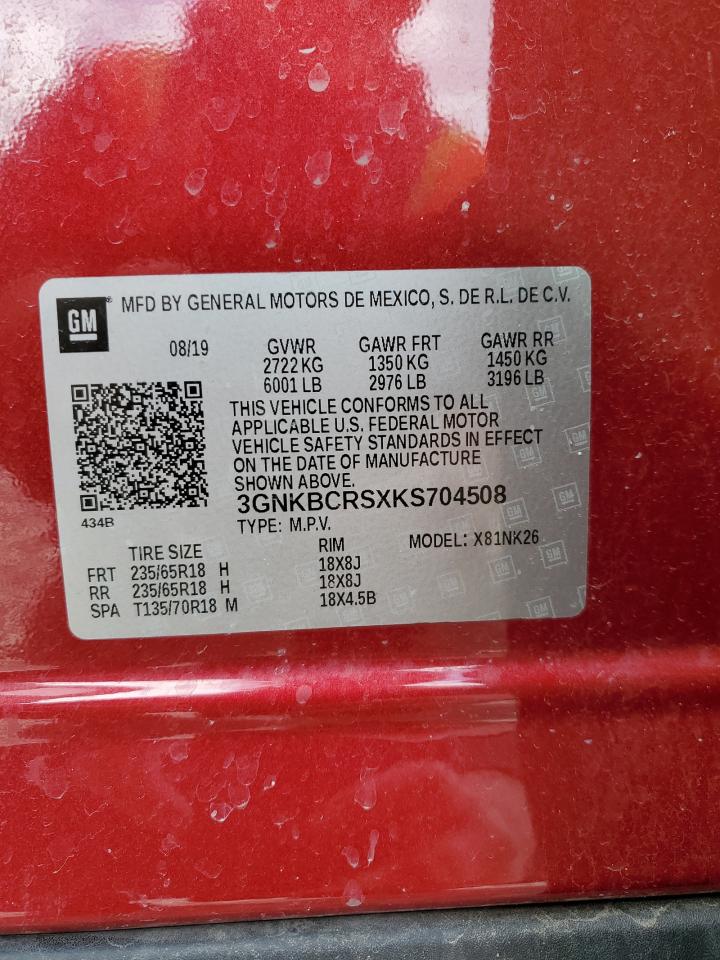 GM ® MFD BY GENERAL MOTORS DE MEXICO, S. DE R.L. DE C.V.
08/19 GVWR GAWR FRT GAWR RR
2722 KG 1350 KG 1450 KG
6001 LB 2976 LB 3196 LB
THIS VEHICLE CONFORMS TO ALL
APPLICABLE U.S. FEDERAL MOTOR
VEHICLE SAFETY STANDARDS IN EFFECT
ON THE DATE OF MANUFACTURE
SHOWN ABOVE.
3GNKBCRSXKS704508
434B
TYPE: M.P.V.
TIRE SIZE RIM MODEL: X81NK26
FRT 235/65R18 H 18X8J
RR 235/65R18 H 18X8J
SPA T135/70R18 M 18X4.5B